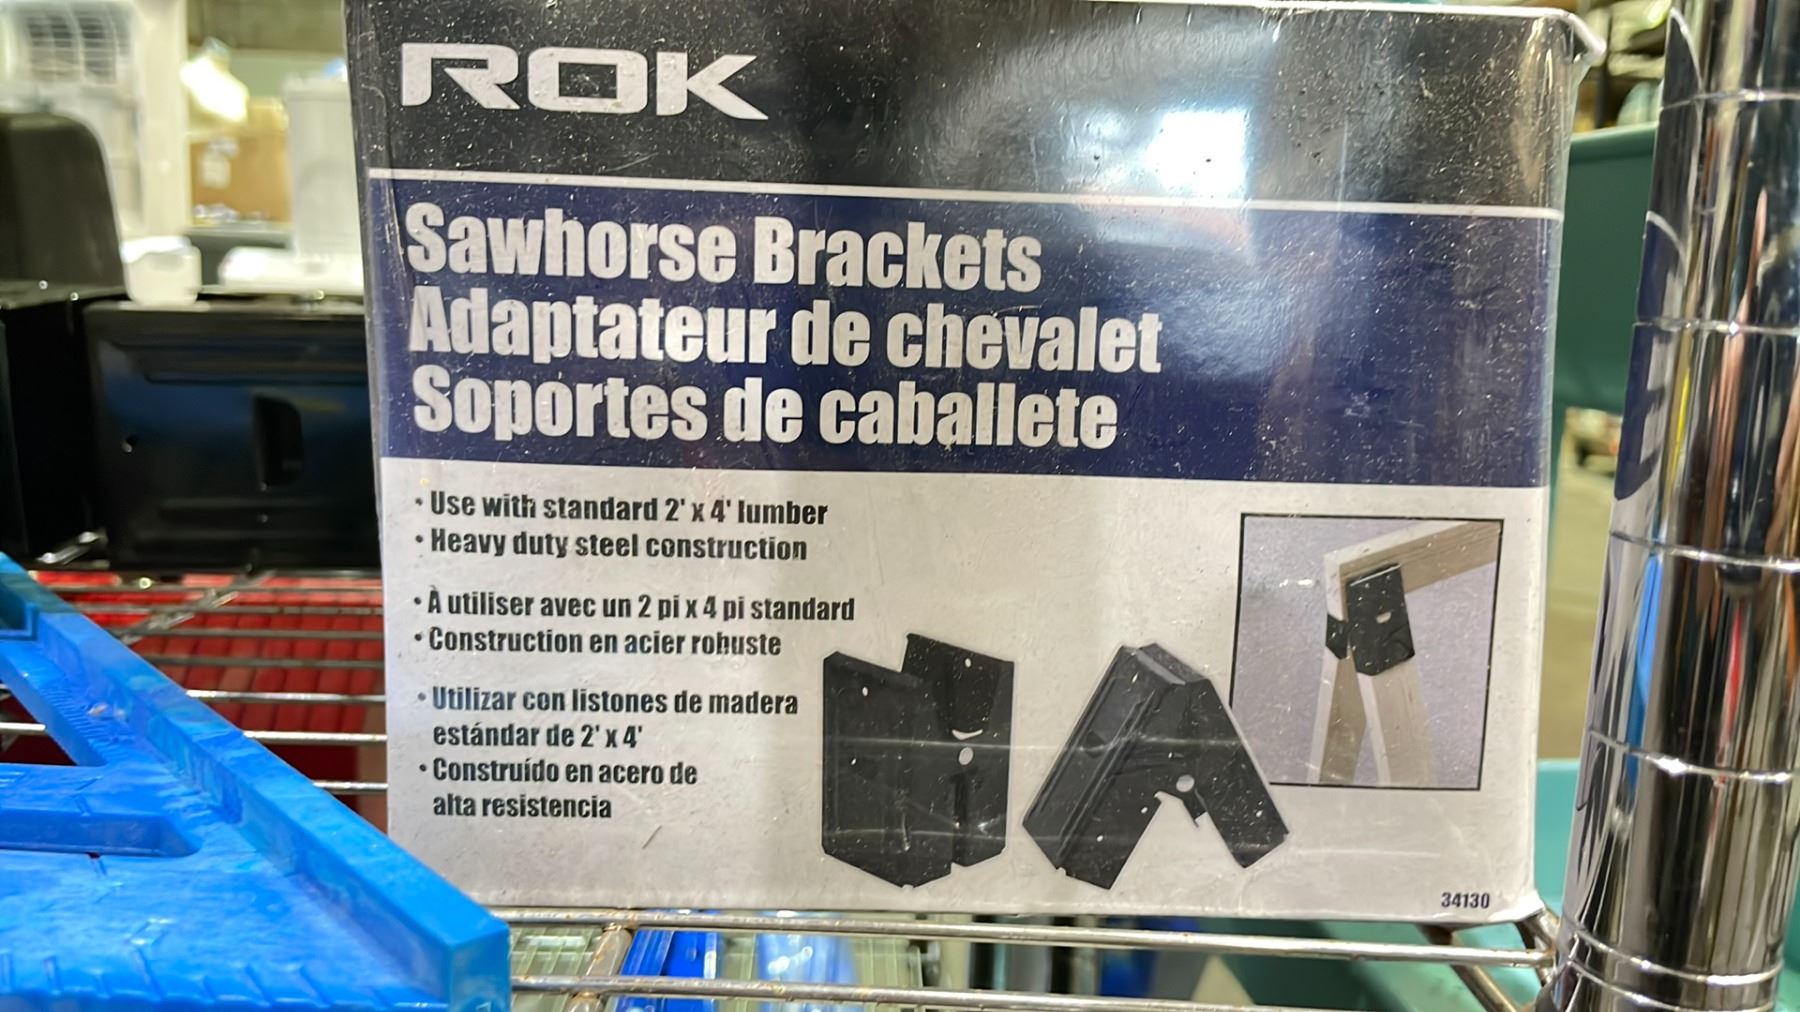 ROK
Sawhorse Brackets
Adaptateur de chevalet
Soportes de caballete
• Use with standard 2' x 4' lumber
• Heavy duty steel construction
• À utiliser avec un 2 pi x 4 pi standard
• Construction en acier robuste
• Utilizar con listones de madera
estándar de 2' x 4'
• Construído en acero de
alta resistencia
34130